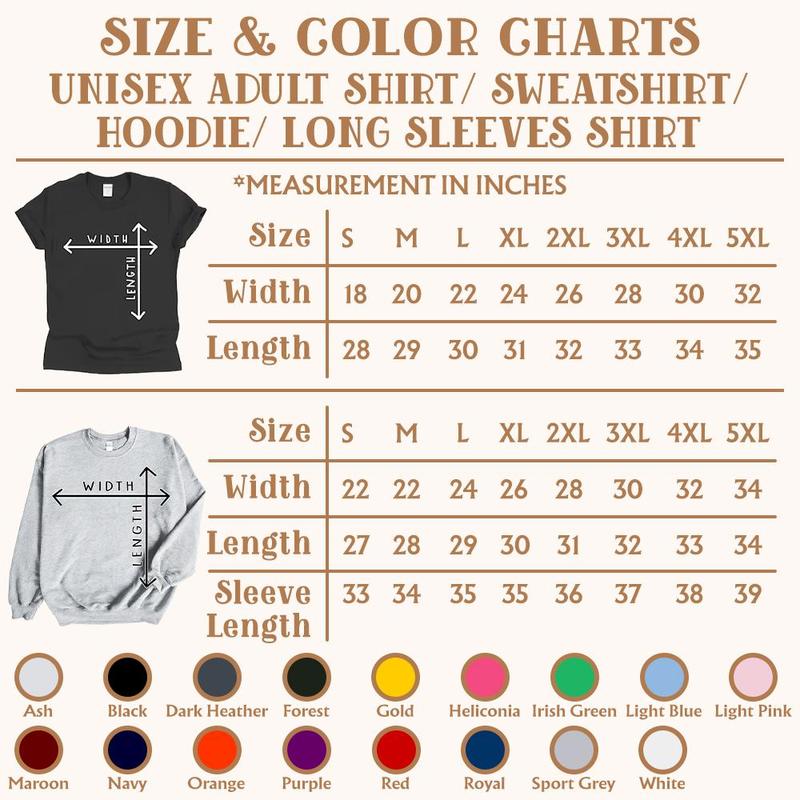 SIZE & COLOR CHARTS
UNISEX ADULT SHIRT/ SWEATSHIRT/
HOODIE/ LONG SLEEVES SHIRT
*MEASUREMENT IN INCHES
WIDTH
LENGTH
Size S M L XL 2XL 3XL 4XL 5XL
Width 18 20 22 24 26 28 30 32
Length 28 29 30 31 32 33 34 35
WIDTH
LENGTH
Size S M L XL 2XL 3XL 4XL 5XL
Width 22 22 24 26 28 30 32 34
Length 27 28 29 30 31 32 33 34
Sleeve 33 34 35 35 36 37 38 39
Length
Ash Black Dark Heather Forest Gold Heliconia Irish Green Light Blue Light Pink
Maroon Navy Orange Purple Red Royal Sport Grey White